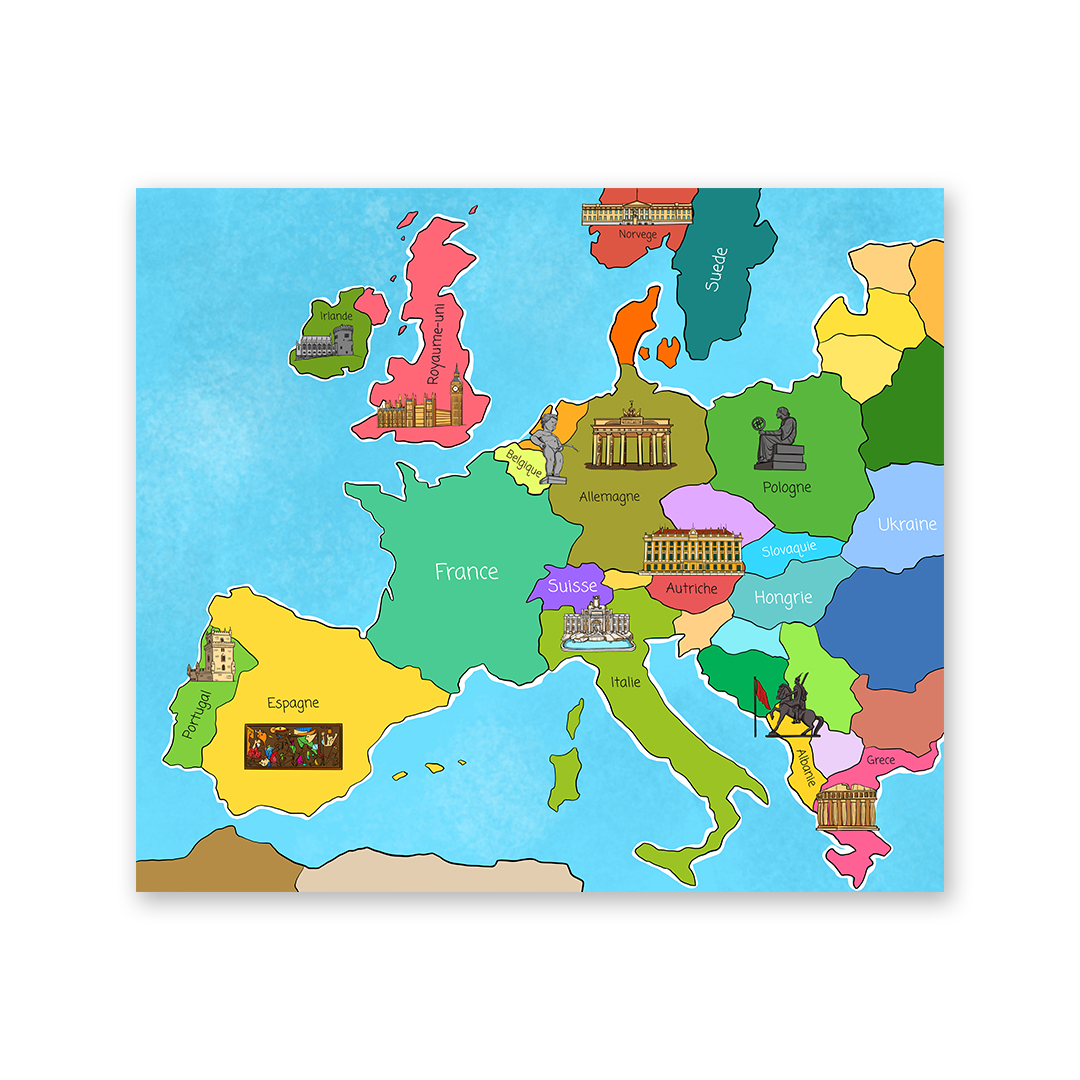 Norvege
Suede
Irlande
Royaume-uni
Belgique
Allemagne
Pologne
Ukraine
France
Slovaquie
Suisse
Autriche
Hongrie
Italie
Portugal
Espagne
Albanie
Grece